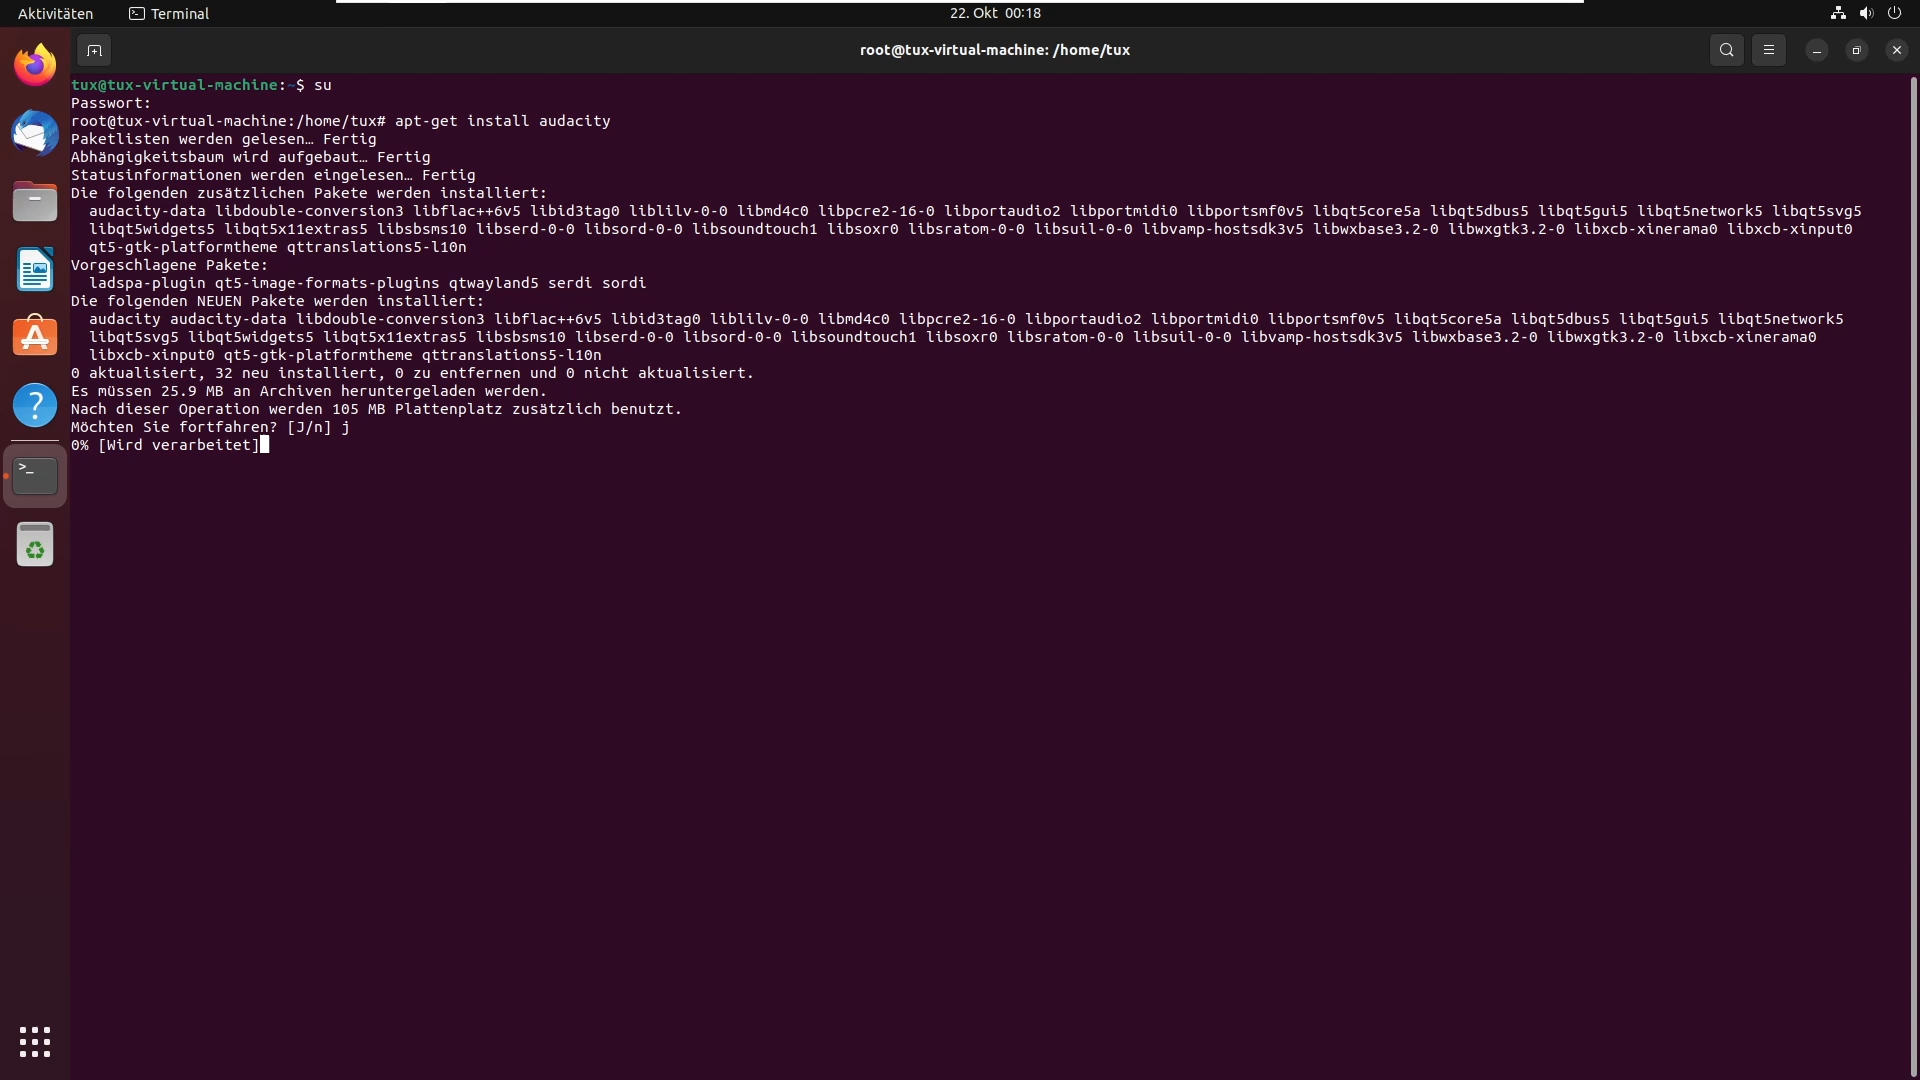 Aktivitäten Terminal 22. Okt 00:18
root@tux-virtual-machine: /home/tux
tux@tux-virtual-machine:~$ su
Passwort:
root@tux-virtual-machine:/home/tux# apt-get install audacity
Paketlisten werden gelesen… Fertig
Abhängigkeitsbaum wird aufgebaut… Fertig
Statusinformationen werden eingelesen… Fertig
Die folgenden zusätzlichen Pakete werden installiert:
audacity-data libdouble-conversion3 libflac++6v5 libid3tag0 liblilv-0-0 libmd4c0 libpcre2-16-0 libportaudio2 libportmidi0 libportsmf0v5 libqt5core5a libqt5dbus5 libqt5gui5 libqt5network5 libqt5svg5
libqt5widgets5 libqt5x11extras5 libsbsms10 libserd-0-0 libsord-0-0 libsoundtouch1 libsoxr0 libsratom-0-0 libsuil-0-0 libvamp-hostsdk3v5 libwxbase3.2-0 libwxgtk3.2-0 libxcb-xinerama0 libxcb-xinput0
qt5-gtk-platformtheme qttranslations5-l10n
Vorgeschlagene Pakete:
ladspa-plugin qt5-image-formats-plugins qtwayland5 serdi sordi
Die folgenden NEUEN Pakete werden installiert:
audacity audacity-data libdouble-conversion3 libflac++6v5 libid3tag0 liblilv-0-0 libmd4c0 libpcre2-16-0 libportaudio2 libportmidi0 libportsmf0v5 libqt5core5a libqt5dbus5 libqt5gui5 libqt5network5
libqt5svg5 libqt5widgets5 libqt5x11extras5 libsbsms10 libserd-0-0 libsord-0-0 libsoundtouch1 libsoxr0 libsratom-0-0 libsuil-0-0 libvamp-hostsdk3v5 libwxbase3.2-0 libwxgtk3.2-0 libxcb-xinerama0
libxcb-xinput0 qt5-gtk-platformtheme qttranslations5-l10n
0 aktualisiert, 32 neu installiert, 0 zu entfernen und 0 nicht aktualisiert.
Es müssen 25.9 MB an Archiven heruntergeladen werden.
Nach dieser Operation werden 105 MB Plattenplatz zusätzlich benutzt.
Möchten Sie fortfahren? [J/n] j
0% [Wird verarbeitet]